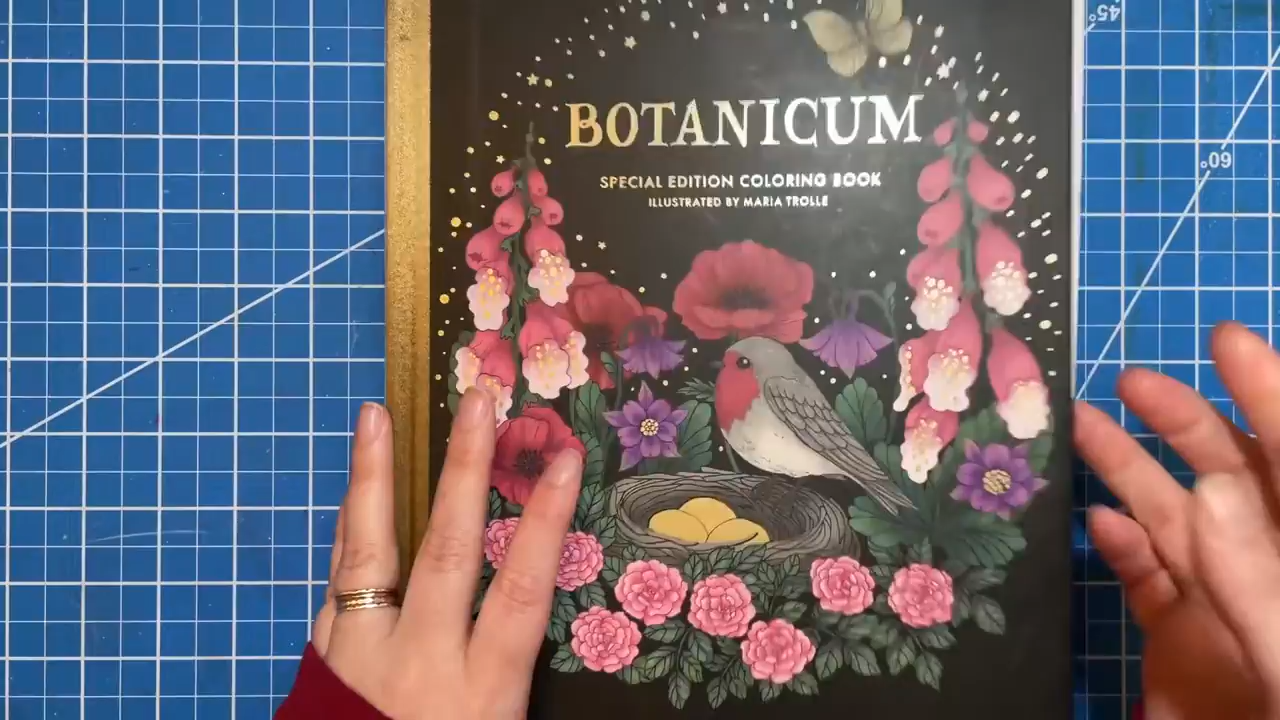 45°
BOTANICUM
60°
SPECIAL EDITION COLORING BOOK
ILLUSTRATED BY MARIA TROLLE